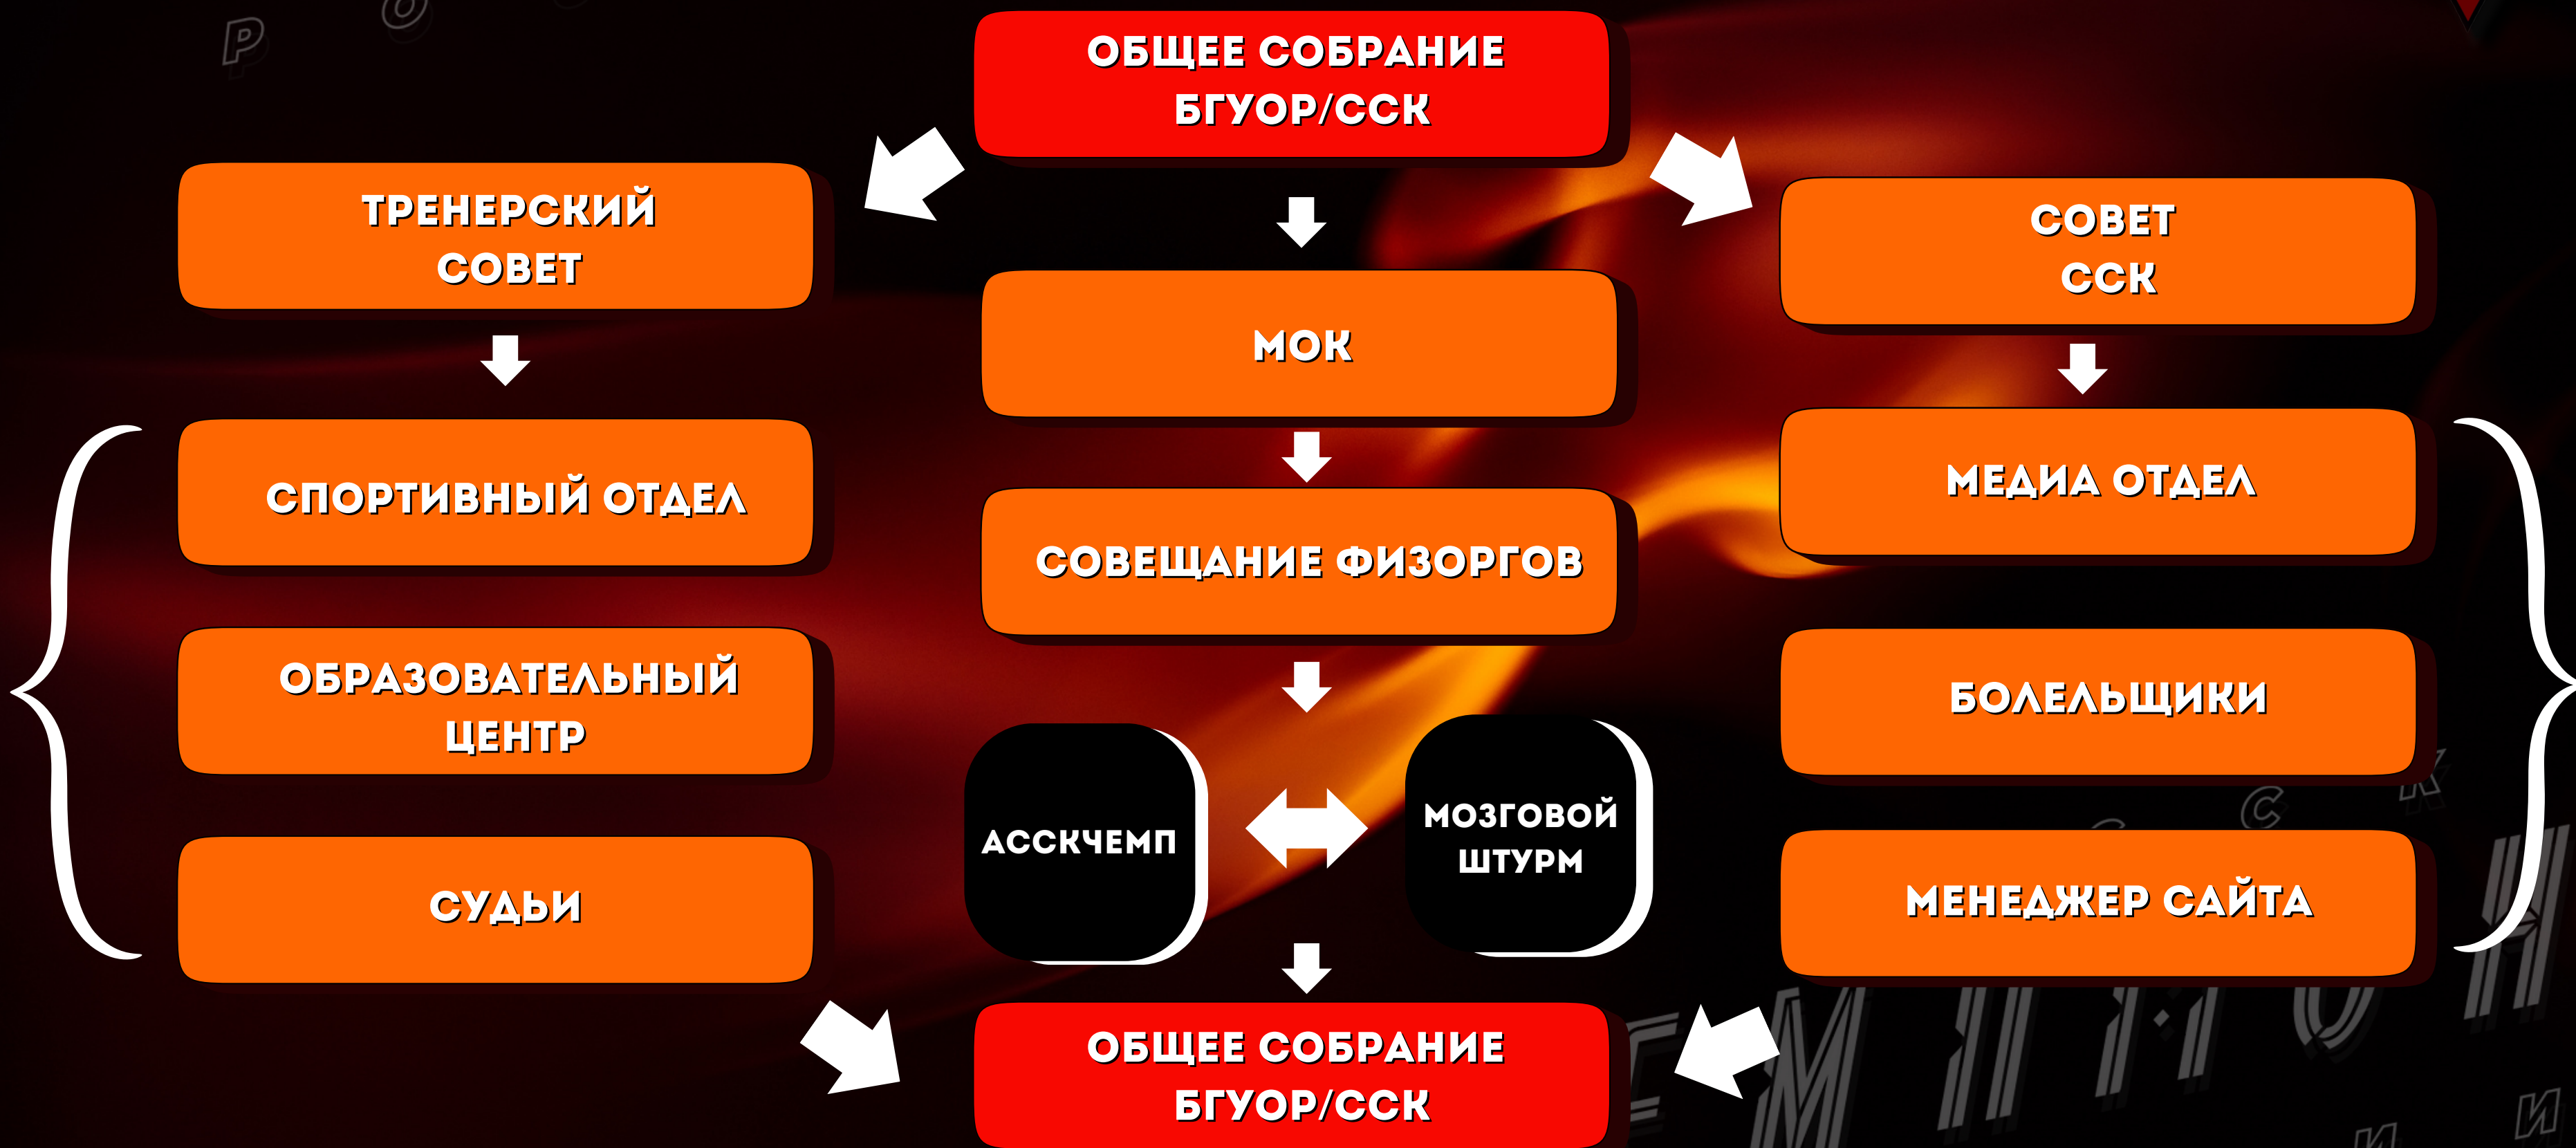 ОБЩЕЕ СОБРАНИЕ
БГУОР/ССК
ТРЕНЕРСКИЙ
СОВЕТ
СОВЕТ
ССК
МОК
СПОРТИВНЫЙ ОТДЕЛ
МЕДИА ОТДЕЛ
СОВЕЩАНИЕ ФИЗОРГОВ
ОБРАЗОВАТЕЛЬНЫЙ
ЦЕНТР
БОЛЕЛЬЩИКИ
АССКЧЕМП
МОЗГОВОЙ
ШТУРМ
СУДЬИ
МЕНЕДЖЕР САЙТА
ОБЩЕЕ СОБРАНИЕ
БГУОР/ССК